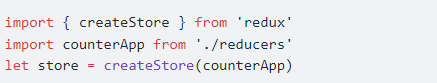 import { createStore } from 'redux'
import counterApp from './reducers'
let store = createStore(counterApp)